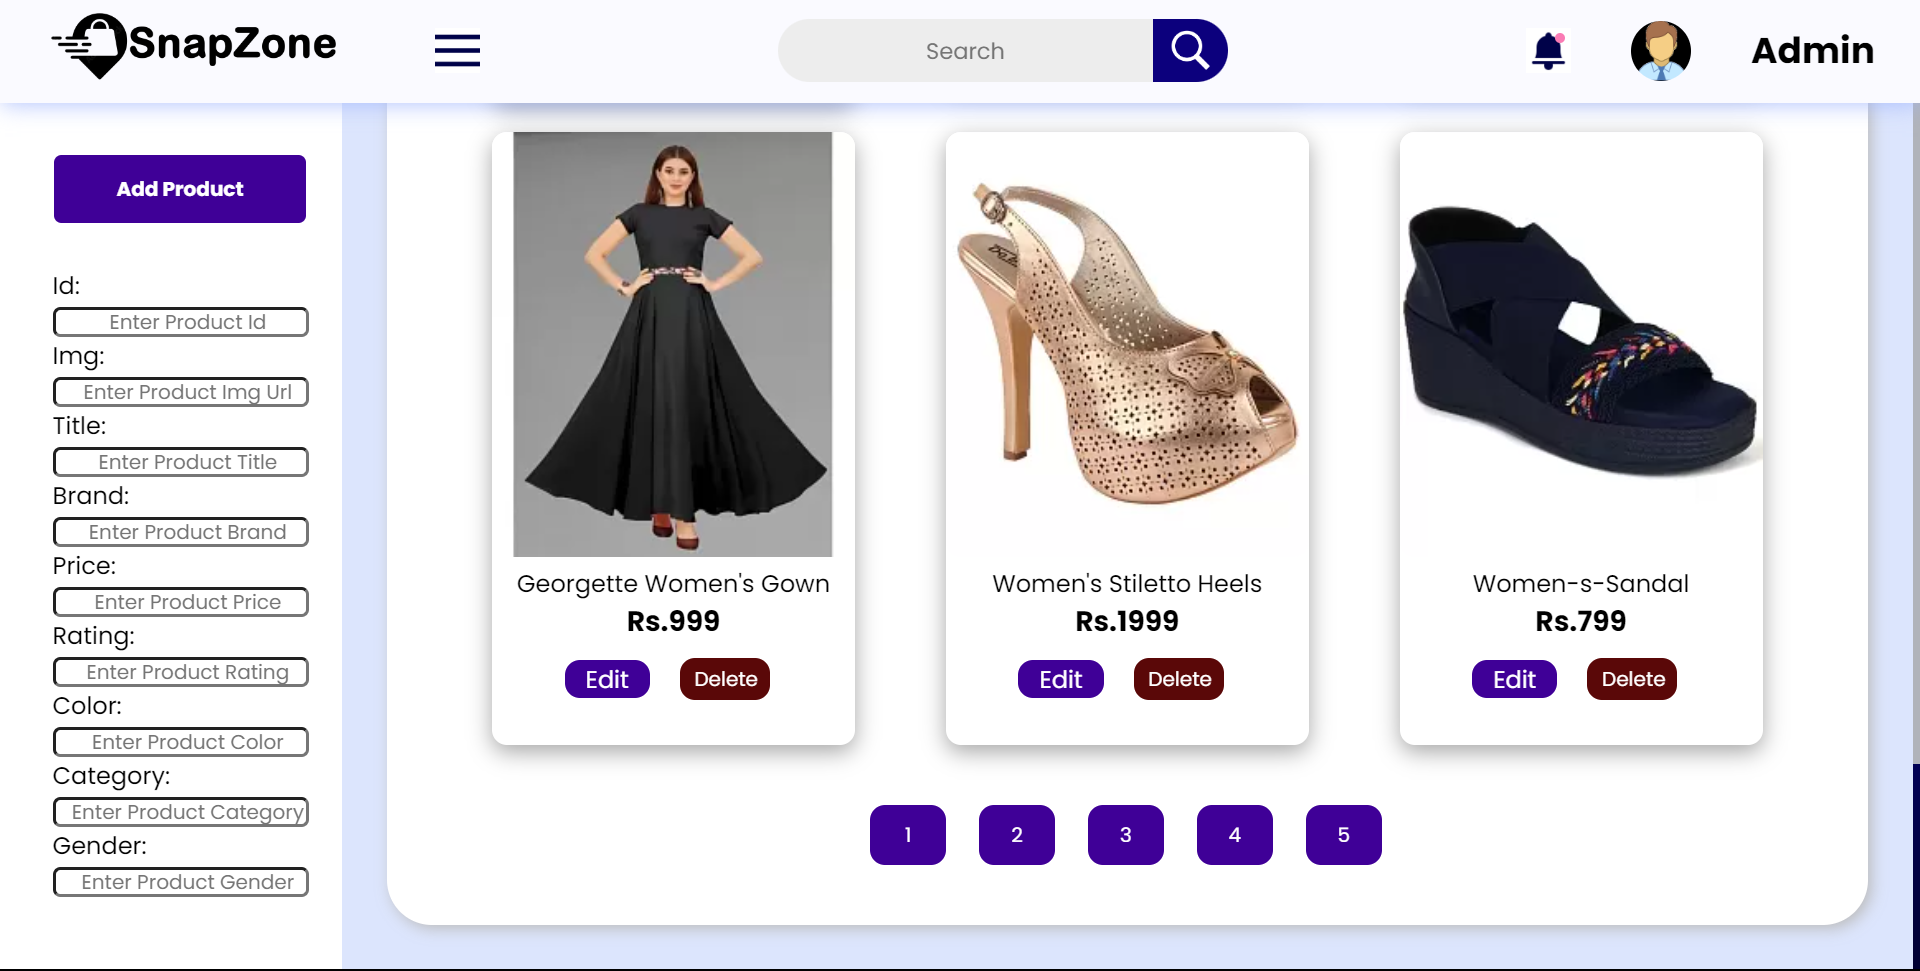 SnapZone
Search
Admin
Add Product
Id:
Enter Product Id
Img:
Enter Product Img Url
Title:
Enter Product Title
Brand:
Enter Product Brand
Price:
Enter Product Price
Rating:
Enter Product Rating
Color:
Enter Product Color
Category:
Enter Product Category
Gender:
Enter Product Gender
Georgette Women's Gown
Rs.999
Edit Delete
Women's Stiletto Heels
Rs.1999
Edit Delete
Women-s-Sandal
Rs.799
Edit Delete
1 2 3 4 5